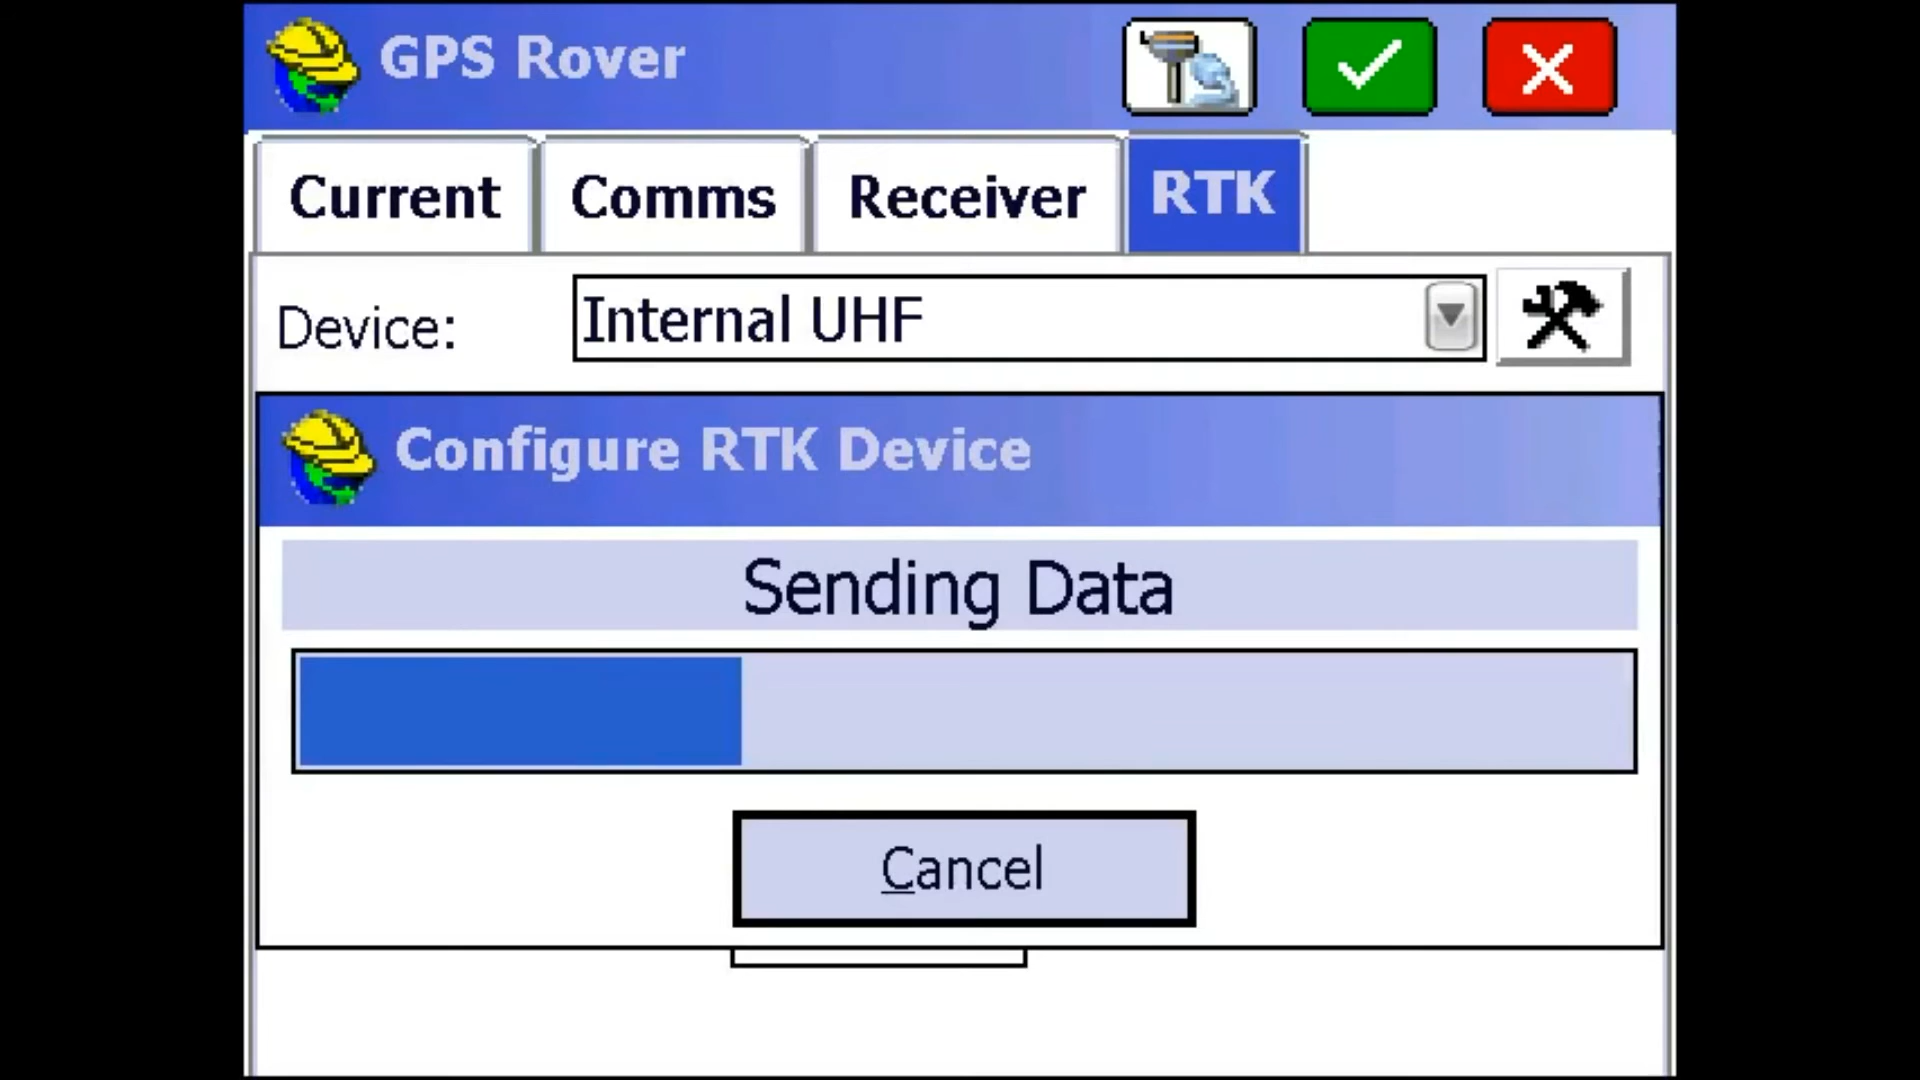 GPS Rover
Current Comms Receiver RTK
Device: Internal UHF
Configure RTK Device
Sending Data
Cancel